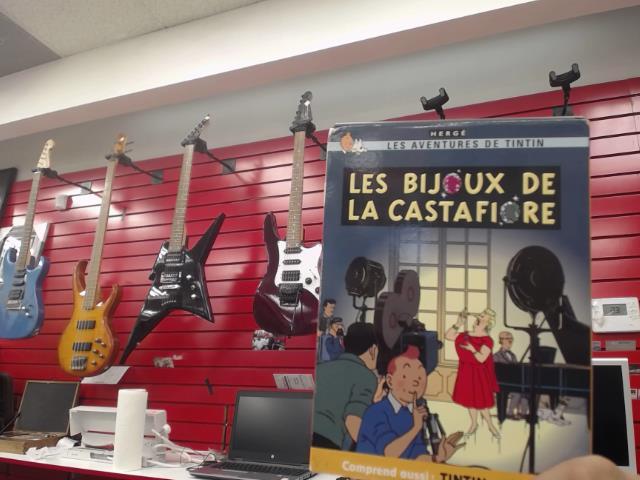 HERGÉ
LES AVENTURES DE TINTIN
LES BIJOUX DE
LA CASTAFIORE
Comprend aussi: TINTIN